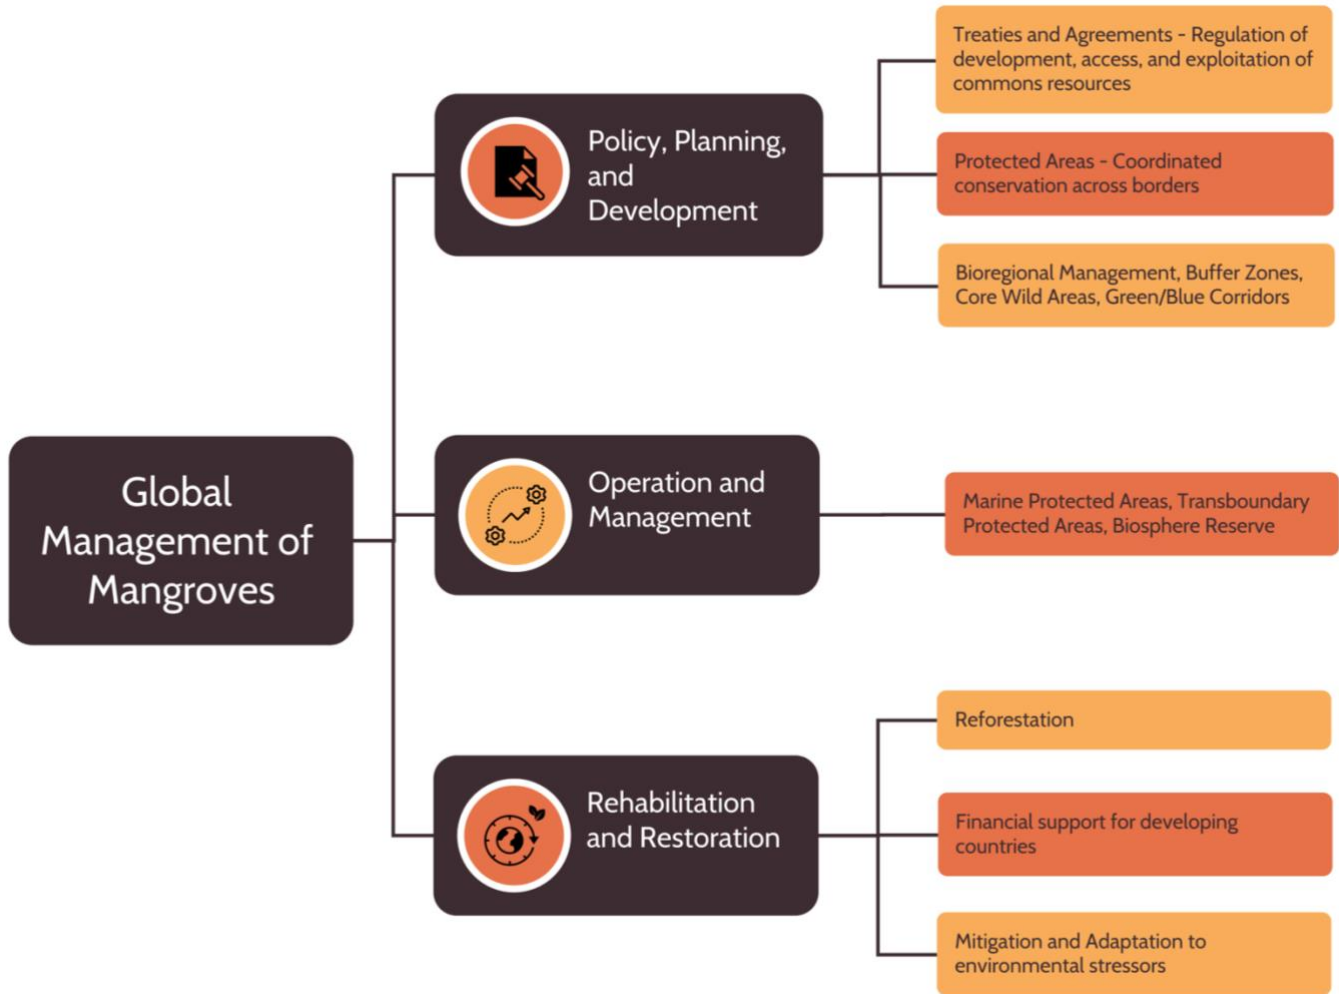 Global
Management of
Mangroves
Policy, Planning,
and
Development
Treaties and Agreements - Regulation of
development, access, and exploitation of
commons resources
Protected Areas - Coordinated
conservation across borders
Bioregional Management, Buffer Zones,
Core Wild Areas, Green/Blue Corridors
Operation and
Management
Marine Protected Areas, Transboundary
Protected Areas, Biosphere Reserve
Rehabilitation
and Restoration
Reforestation
Financial support for developing
countries
Mitigation and Adaptation to
environmental stressors